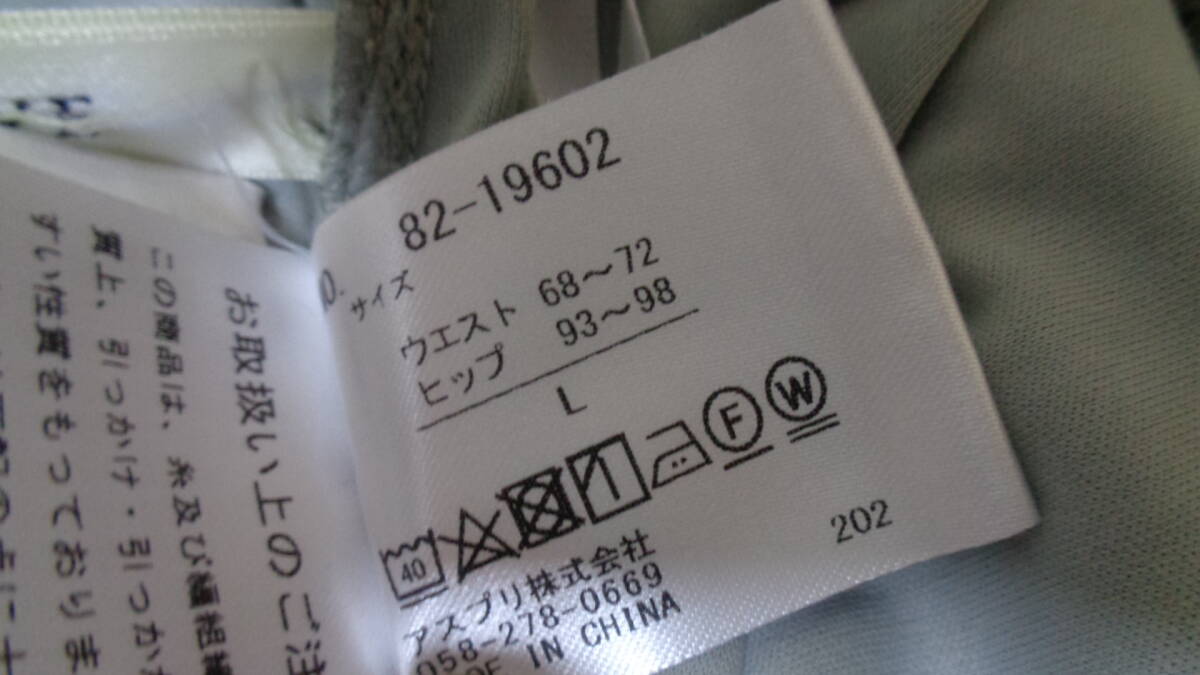 82-19602
サイズ
ウエスト 68～72
ヒップ 93～98
L
40
F
W
202
アスプリ株式会社
058-278-0669
IN CHINA
お取扱い上のご注
この商品は、糸及び編組織
質上、引っかけ・引っかか
すい性質をもっておりま